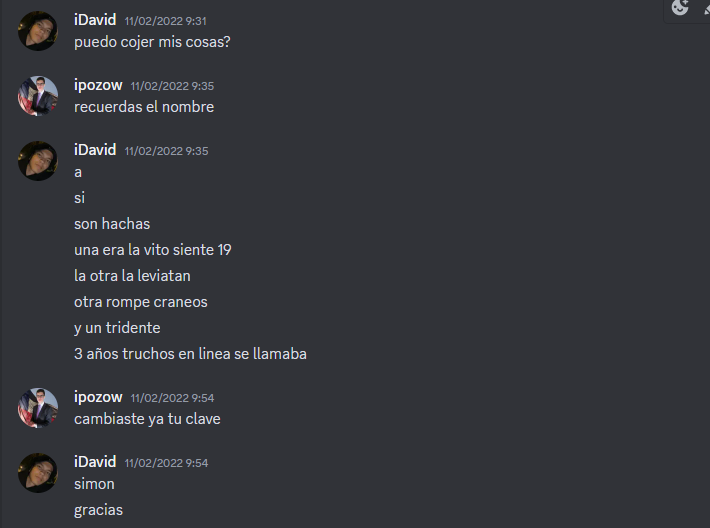 iDavid 11/02/2022 9:31
puedo cojer mis cosas?
ipozow 11/02/2022 9:35
recuerdas el nombre
iDavid 11/02/2022 9:35
a
si
son hachas
una era la vito siente 19
la otra la leviatan
otra rompe craneos
y un tridente
3 años truchos en linea se llamaba
ipozow 11/02/2022 9:54
cambiaste ya tu clave
iDavid 11/02/2022 9:54
simon
gracias